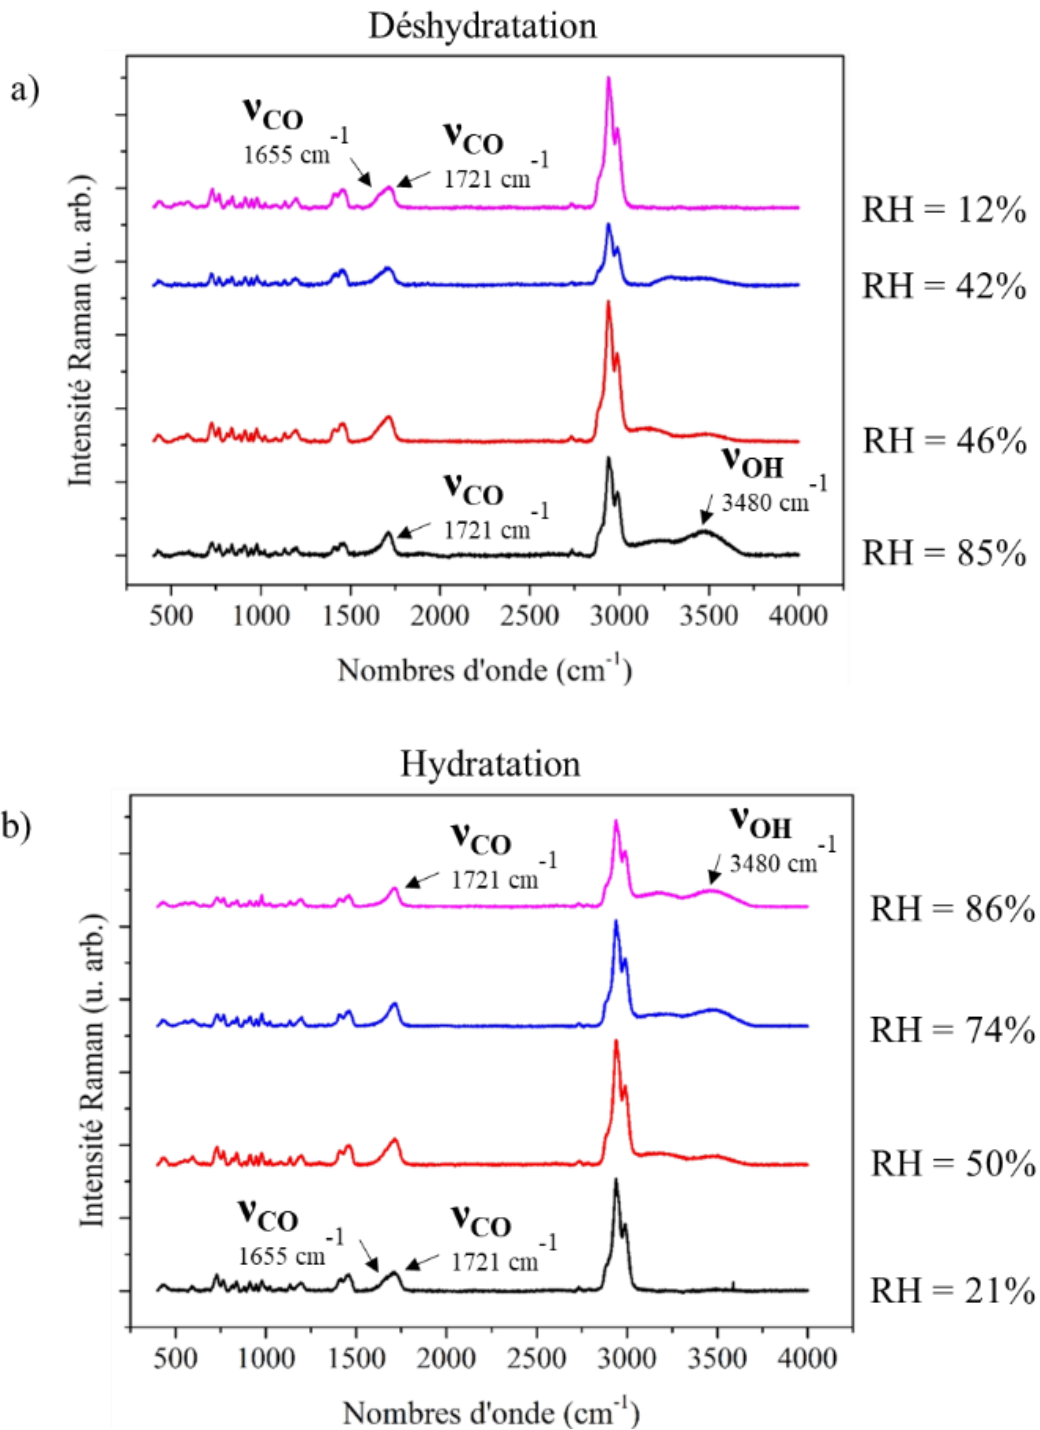 Déshydratation
a)
νCO
1655 cm-1
νCO
1721 cm-1
RH = 12%
RH = 42%
RH = 46%
νCO
1721 cm-1
νOH
3480 cm-1
RH = 85%
Intensité Raman (u. arb.)
500 1000 1500 2000 2500 3000 3500 4000
Nombres d'onde (cm-1)
Hydratation
b)
νCO
1721 cm-1
νOH
3480 cm-1
RH = 86%
RH = 74%
RH = 50%
νCO
1655 cm-1
νCO
1721 cm-1
RH = 21%
Intensité Raman (u. arb.)
500 1000 1500 2000 2500 3000 3500 4000
Nombres d'onde (cm-1)